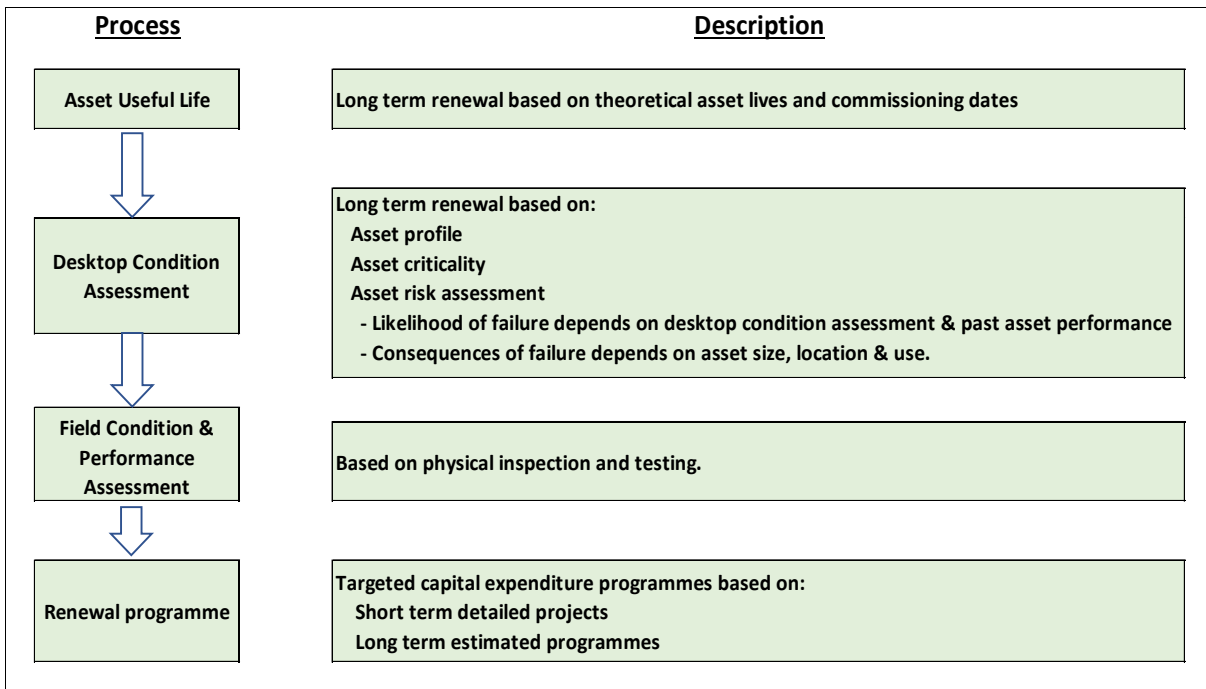 Process
Description
Asset Useful Life
Long term renewal based on theoretical asset lives and commissioning dates
Desktop Condition
Assessment
Long term renewal based on:
Asset profile
Asset criticality
Asset risk assessment
- Likelihood of failure depends on desktop condition assessment & past asset performance
- Consequences of failure depends on asset size, location & use.
Field Condition &
Performance
Assessment
Based on physical inspection and testing.
Renewal programme
Targeted capital expenditure programmes based on:
Short term detailed projects
Long term estimated programmes